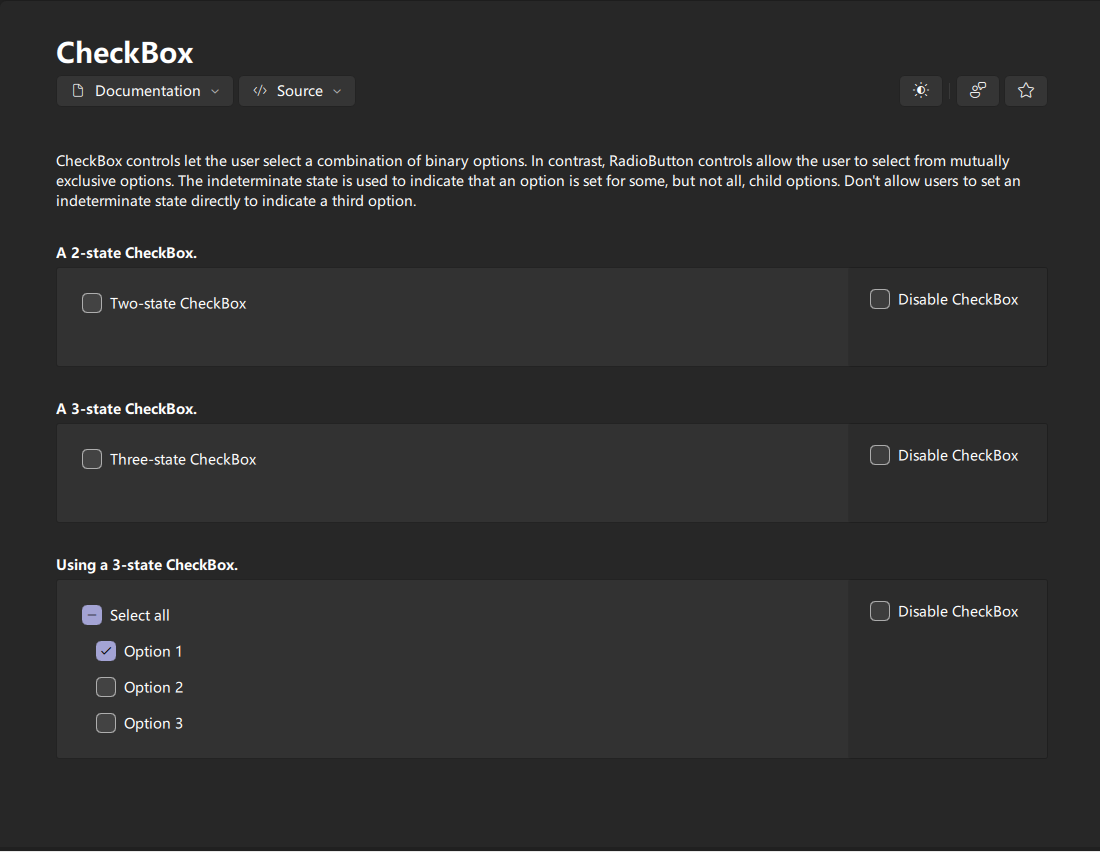 CheckBox
Documentation
Source
CheckBox controls let the user select a combination of binary options. In contrast, RadioButton controls allow the user to select from mutually
exclusive options. The indeterminate state is used to indicate that an option is set for some, but not all, child options. Don't allow users to set an
indeterminate state directly to indicate a third option.
A 2-state CheckBox.
Two-state CheckBox
Disable CheckBox
A 3-state CheckBox.
Three-state CheckBox
Disable CheckBox
Using a 3-state CheckBox.
Select all
Disable CheckBox
Option 1
Option 2
Option 3